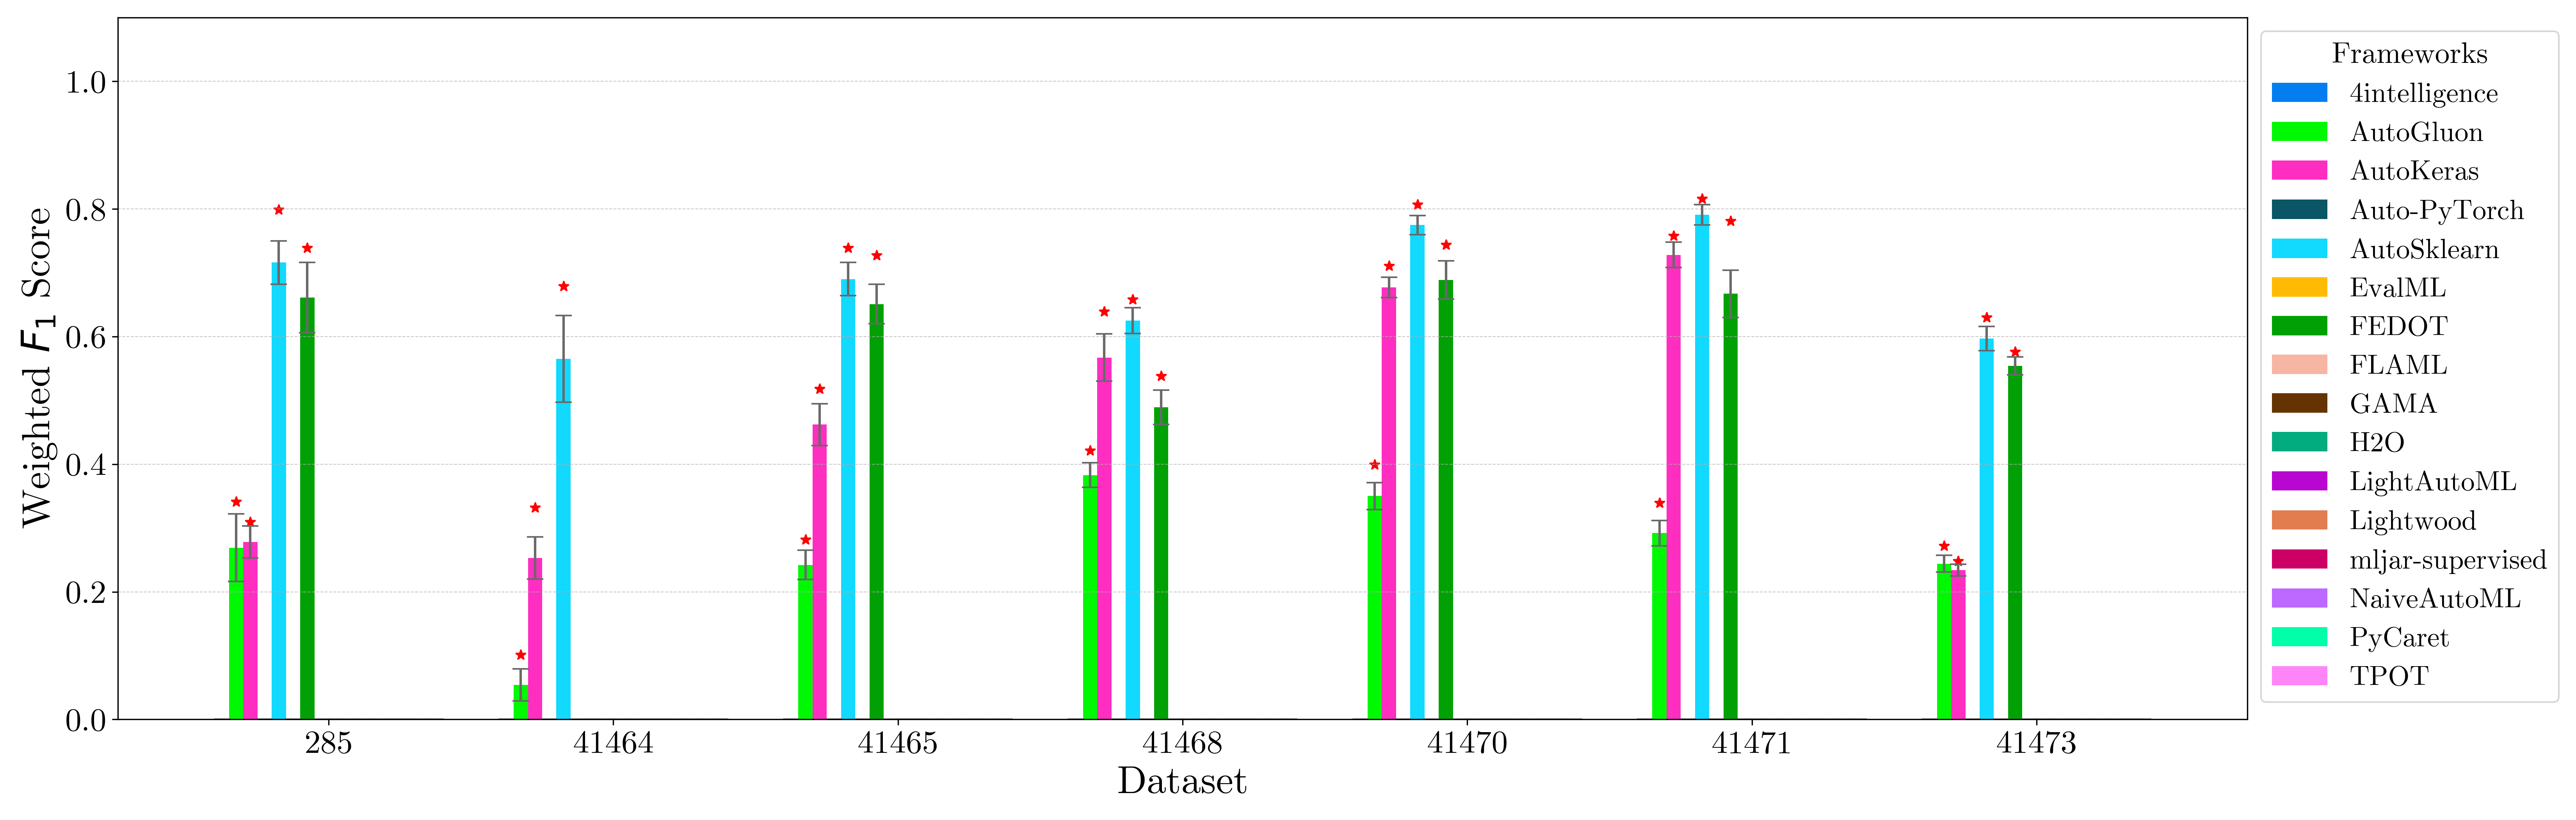 Weighted F1 Score
1.0
0.8
0.6
0.4
0.2
0.0
285 41464 41465 41468 41470 41471 41473
Dataset
Frameworks
4intelligence
AutoGluon
AutoKeras
Auto-PyTorch
AutoSklearn
EvalML
FEDOT
FLAML
GAMA
H2O
LightAutoML
Lightwood
mljar-supervised
NaiveAutoML
PyCaret
TPOT